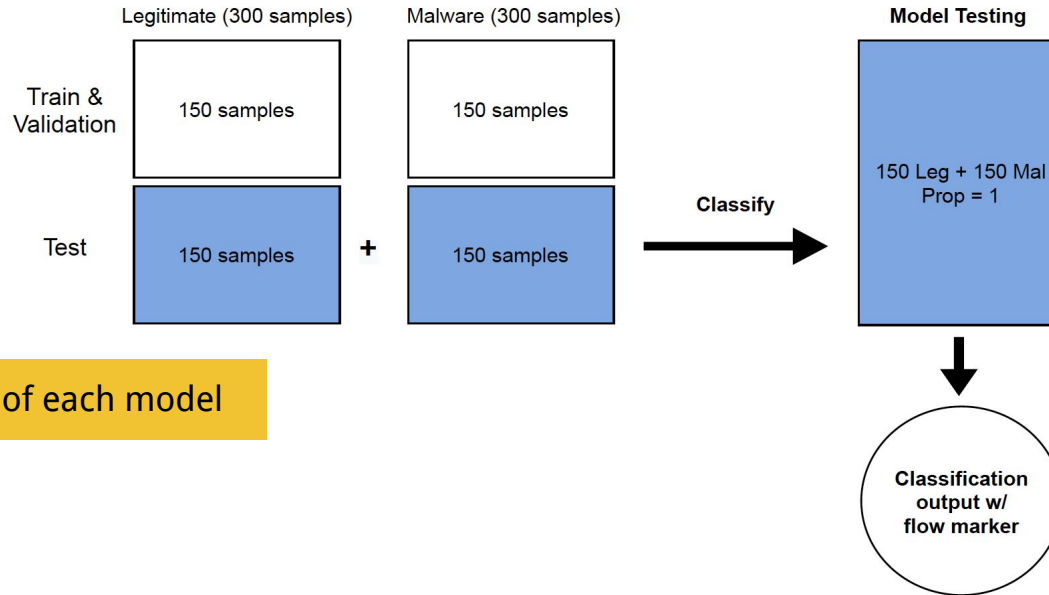 Legitimate (300 samples)
Malware (300 samples)
Model Testing
Train &
Validation
150 samples
150 samples
150 Leg + 150 Mal
Prop = 1
Classify
Test
150 samples
+
150 samples
of each model
Classification
output w/
flow marker